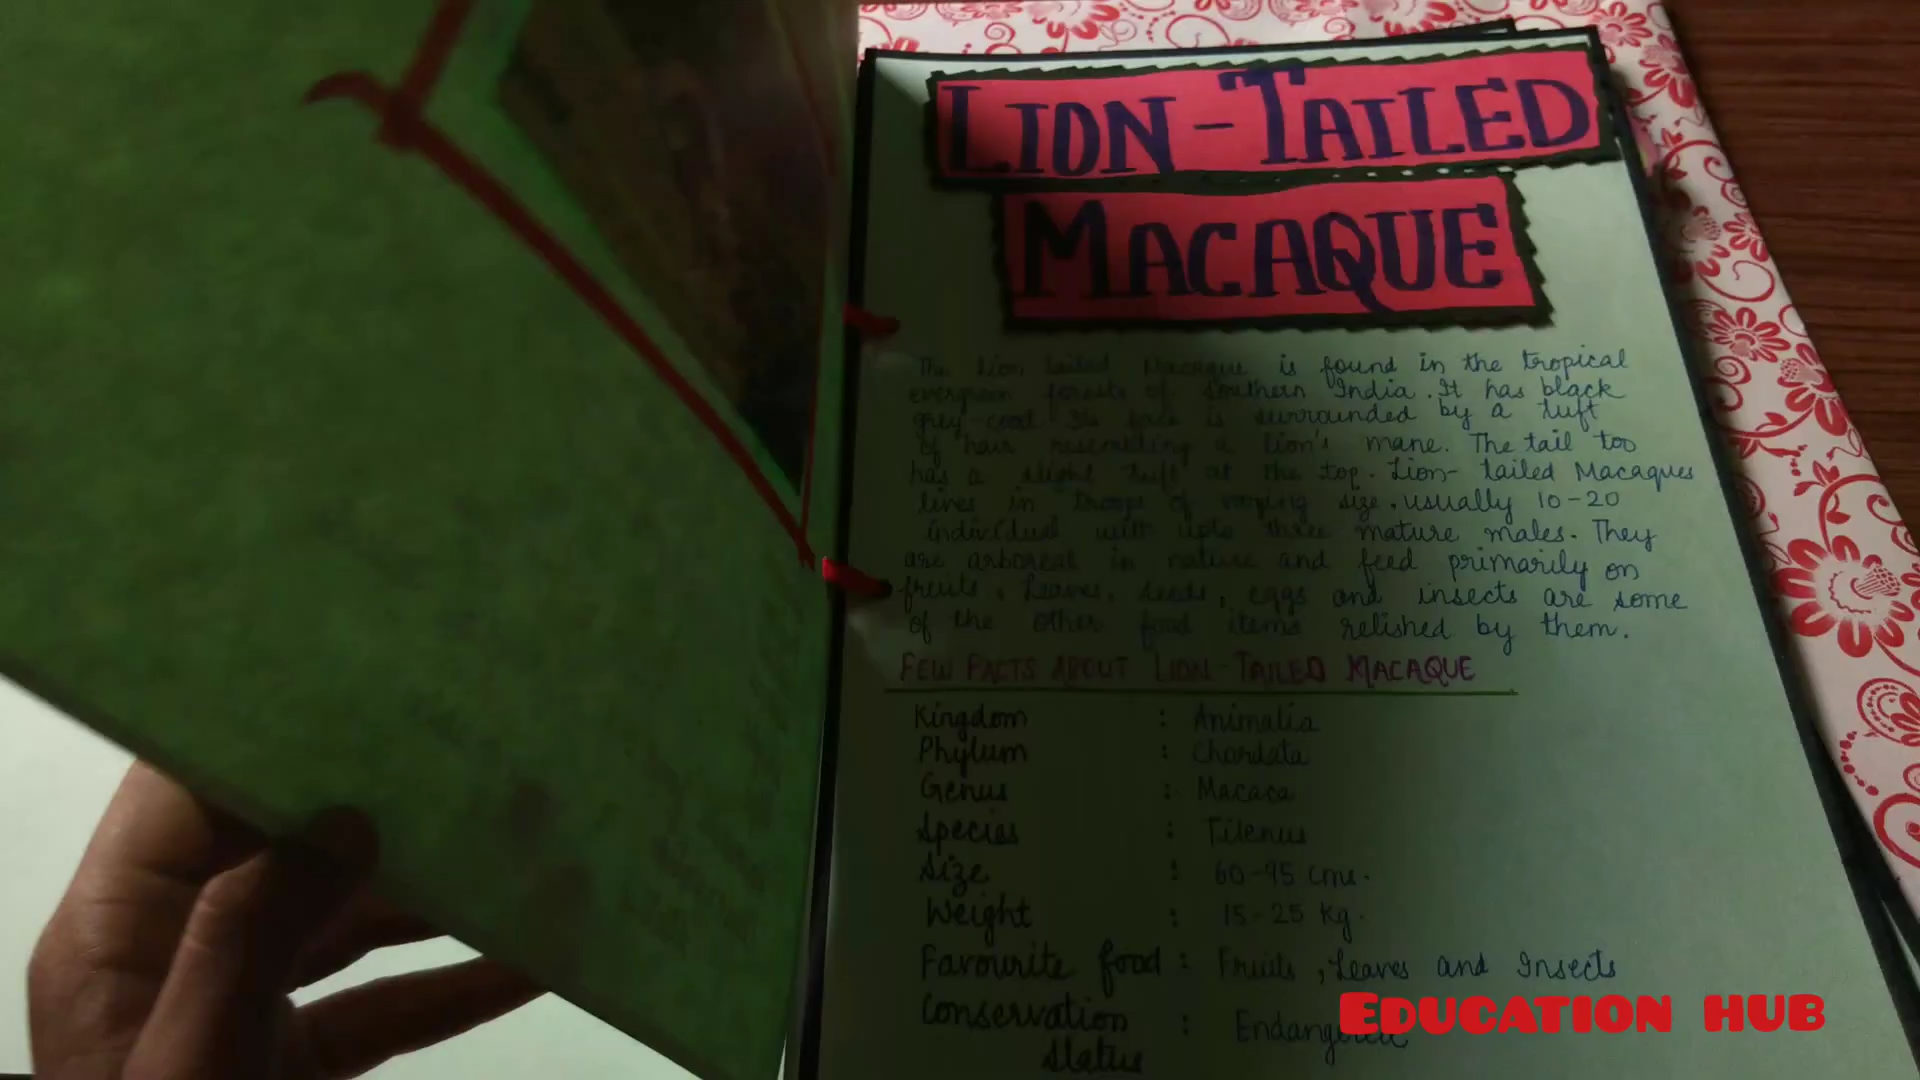 LION-TAILED
MACAQUE
The Lion tailed Macaque is found in the tropical
evergreen forests of Southern India. It has black
grey coat Its face is surrounded by a tuft
of hair resembling a lion's mane. The tail too
has a slight tuft at the top. Lion-tailed Macaques
lives in troops of varying size, usually 10-20
individual with upto three mature males. They
are arboreal in nature and feed primarily on
fruits, Leaves, seeds, eggs and insects are some
of the other food items relished by them.
FEW FACTS ABOUT LION-TAILED MACAQUE
Kingdom : Animalia
Phylum : Chordata
Genus : Macaca
Species : Silenus
Size : 60-95 cms.
Weight : 15-25 Kg.
Favourite food : Fruits, Leaves and Insects
Conservation : Endangered
Status
EDUCATION HUB